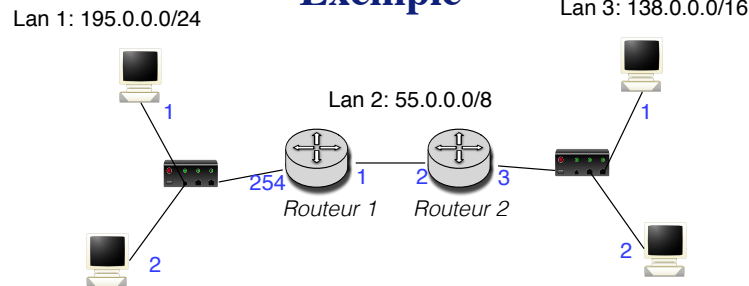 Exemple
Lan 1: 195.0.0.0/24
Lan 3: 138.0.0.0/16
Lan 2: 55.0.0.0/8
1
1
254
1
2
3
Routeur 1
Routeur 2
2
2